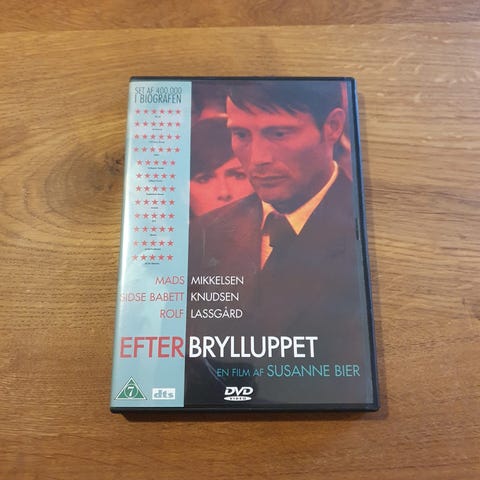 SET AF 400.000
I BIOGRAFEN
MADS MIKKELSEN
SIDSE BABETT KNUDSEN
ROLF LASSGÅRD
EFTER BRYLLUPPET
EN FILM AF SUSANNE BIER
7
dts
DVD
VIDEO